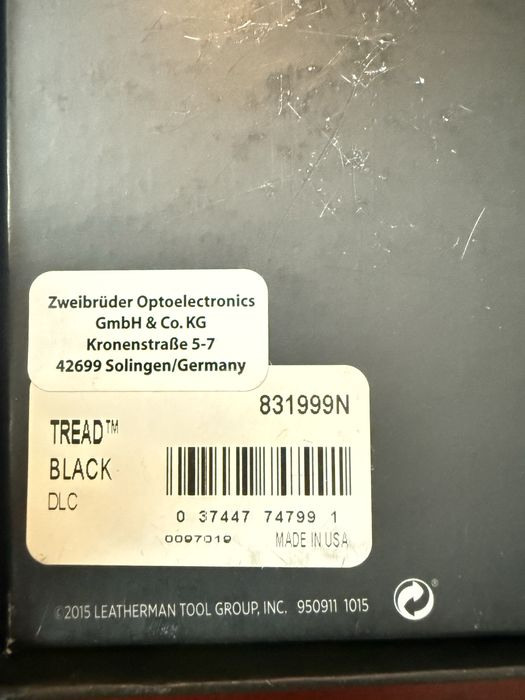 Zweibrüder Optoelectronics
GmbH & Co. KG
Kronenstraße 5-7
42699 Solingen/Germany
831999N
TREAD™
BLACK
DLC
0 37447 74799 1
0097019 MADE IN USA
©2015 LEATHERMAN TOOL GROUP, INC. 950911 1015
®